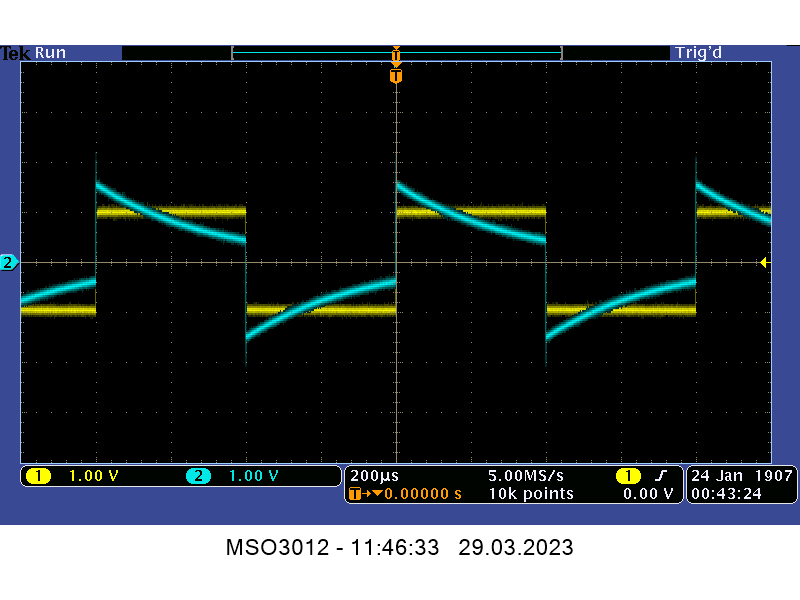 Tek Run Trig'd
T
T
2
1 1.00 V 2 1.00 V
200µs 5.00MS/s 1
T→▼0.00000 s 10k points 0.00 V
24 Jan 1907
00:43:24
MSO3012 - 11:46:33 29.03.2023